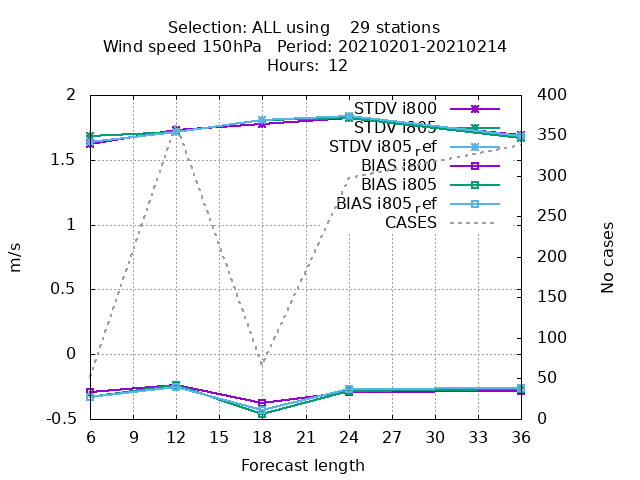 Selection: ALL using 29 stations
Wind speed 150hPa Period: 20210201-20210214
Hours: 12
2
1.5
1
0.5
0
-0.5
400
350
300
250
200
150
100
50
0
STDV i800
STDV i805
STDV i805ref
BIAS i800
BIAS i805
BIAS i805ref
CASES
m/s
No cases
6 9 12 15 18 21 24 27 30 33 36
Forecast length